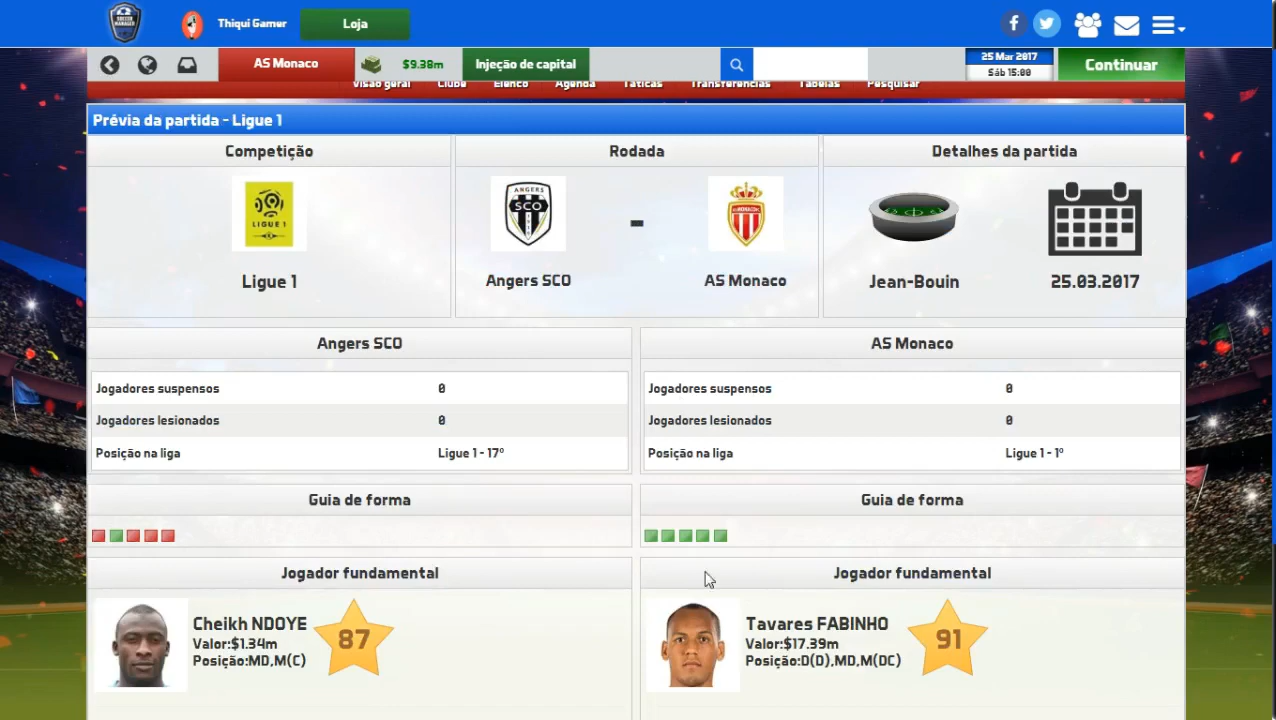 SOCCER MANAGER
Thiqui Gamer
Loja
AS Monaco
$9.38m
Injeção de capital
25 Mar 2017
Sáb 15:00
Continuar
Visão geral Clube Elenco Agenda Táticas Transferências Tabelas Pesquisar
Prévia da partida - Ligue 1
Competição
Rodada
Detalhes da partida
LIGUE 1
ANGERS
SCO
-
Ligue 1
Angers SCO
AS Monaco
Jean-Bouin
25.03.2017
Angers SCO
AS Monaco
Jogadores suspensos 0
Jogadores suspensos 0
Jogadores lesionados 0
Jogadores lesionados 0
Posição na liga Ligue 1 - 17º
Posição na liga Ligue 1 - 1º
Guia de forma
Guia de forma
Jogador fundamental
Jogador fundamental
Cheikh NDOYE
Valor:$1.34m
Posição:MD,M(C)
87
Tavares FABINHO
Valor:$17.39m
Posição:D(D),MD,M(DC)
91